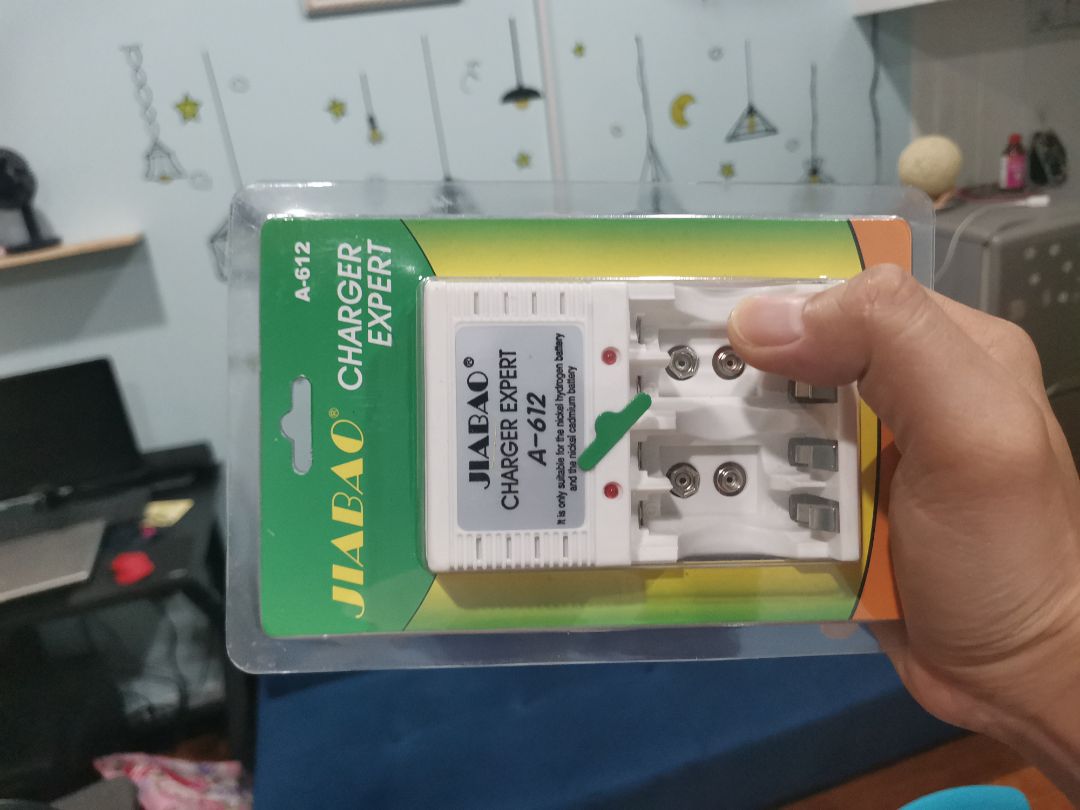 A-612
JIABAO® CHARGER
EXPERT
JIABAO®
CHARGER EXPERT
A-612
It is only suitable for the nickel hydrogen battery
and the nickel cadmium battery